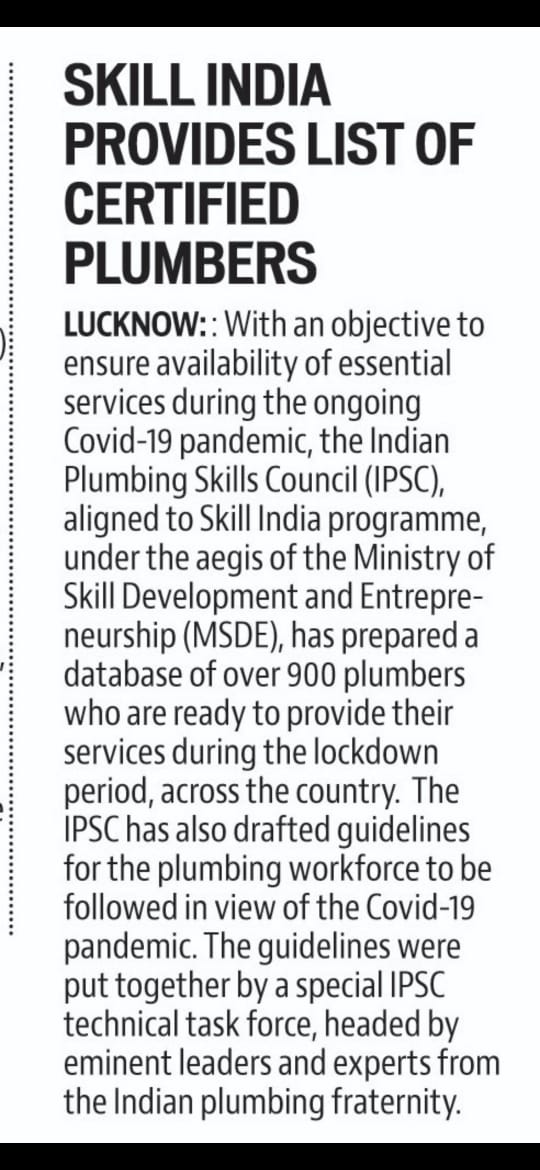 SKILL INDIA
PROVIDES LIST OF
CERTIFIED
PLUMBERS
LUCKNOW: : With an objective to
ensure availability of essential
services during the ongoing
Covid-19 pandemic, the Indian
Plumbing Skills Council (IPSC),
aligned to Skill India programme,
under the aegis of the Ministry of
Skill Development and Entrepre-
neurship (MSDE), has prepared a
database of over 900 plumbers
who are ready to provide their
services during the lockdown
period, across the country. The
IPSC has also drafted guidelines
for the plumbing workforce to be
followed in view of the Covid-19
pandemic. The guidelines were
put together by a special IPSC
technical task force, headed by
eminent leaders and experts from
the Indian plumbing fraternity.